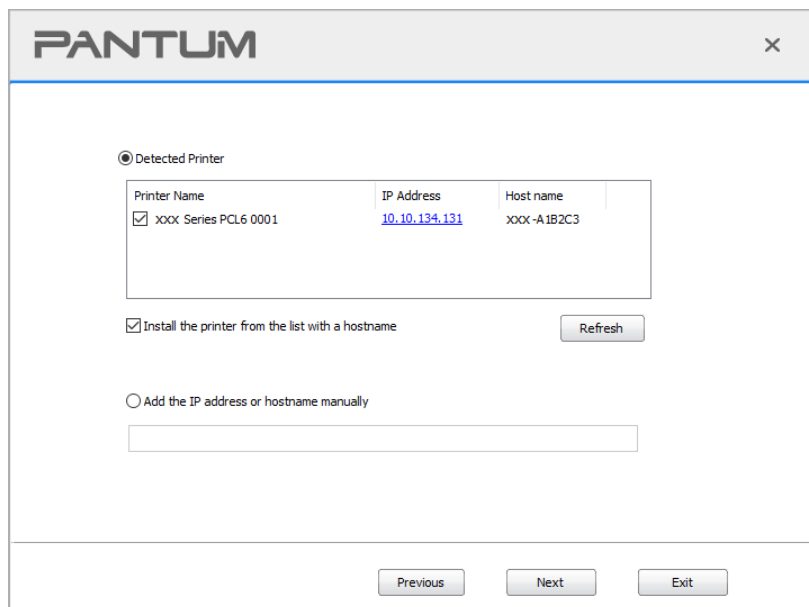 PANTUM
Detected Printer
Printer Name IP Address Host name
XXX Series PCL6 0001 10.10.134.131 XXX-A1B2C3
Install the printer from the list with a hostname Refresh
Add the IP address or hostname manually
Previous Next Exit